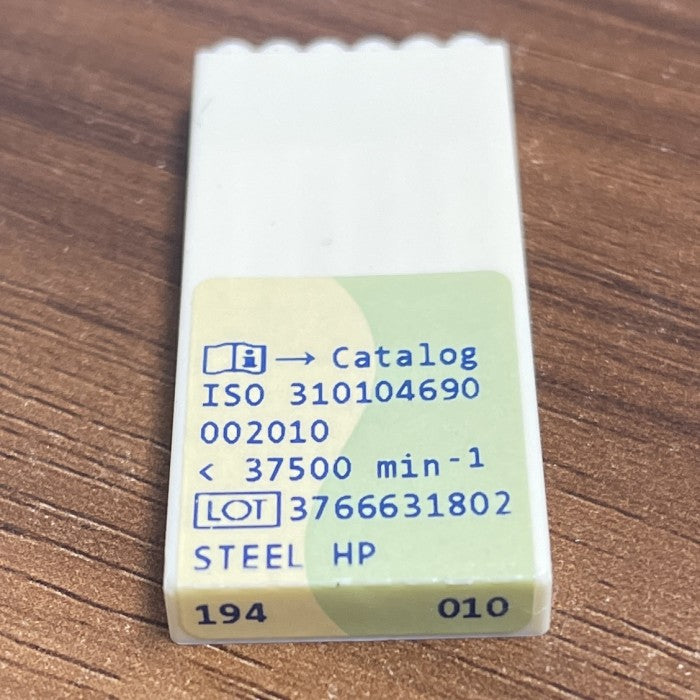 i → Catalog
ISO 310104690
002010
< 37500 min-1
LOT 3766631802
STEEL HP
194 010